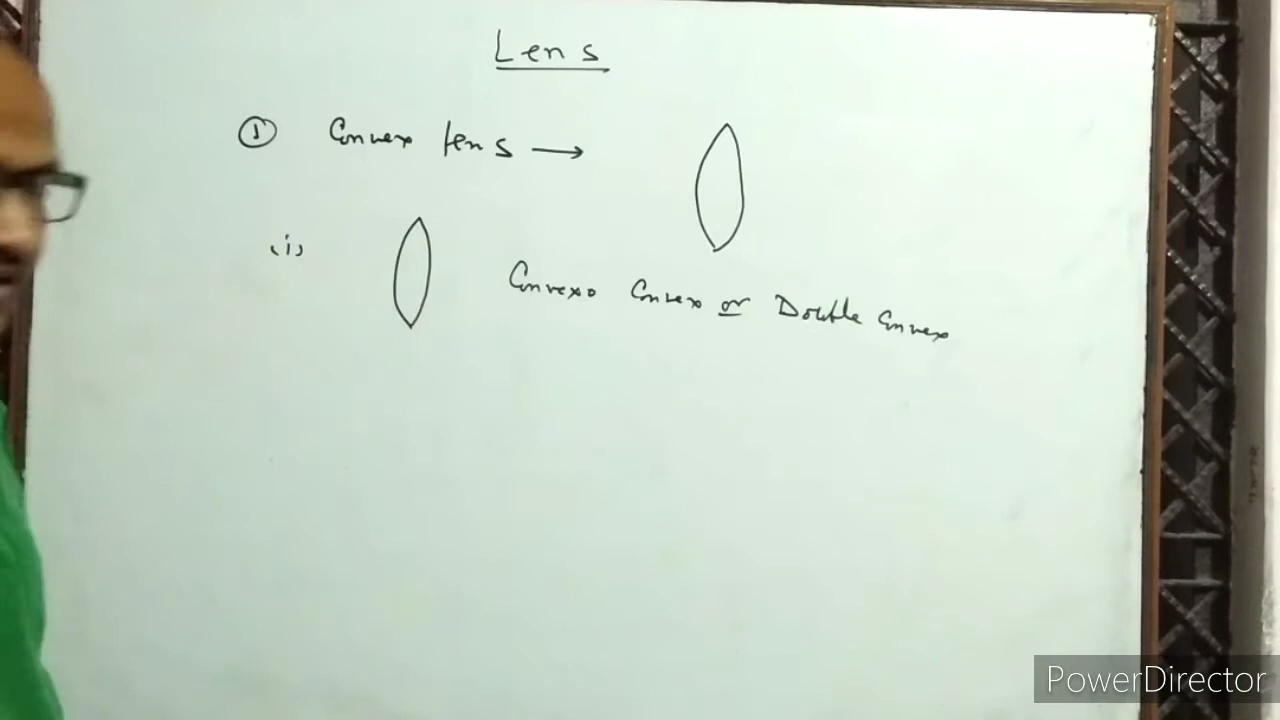 Lens
① Convex lens →
(i) Convexo Convex or Double Convex
PowerDirector